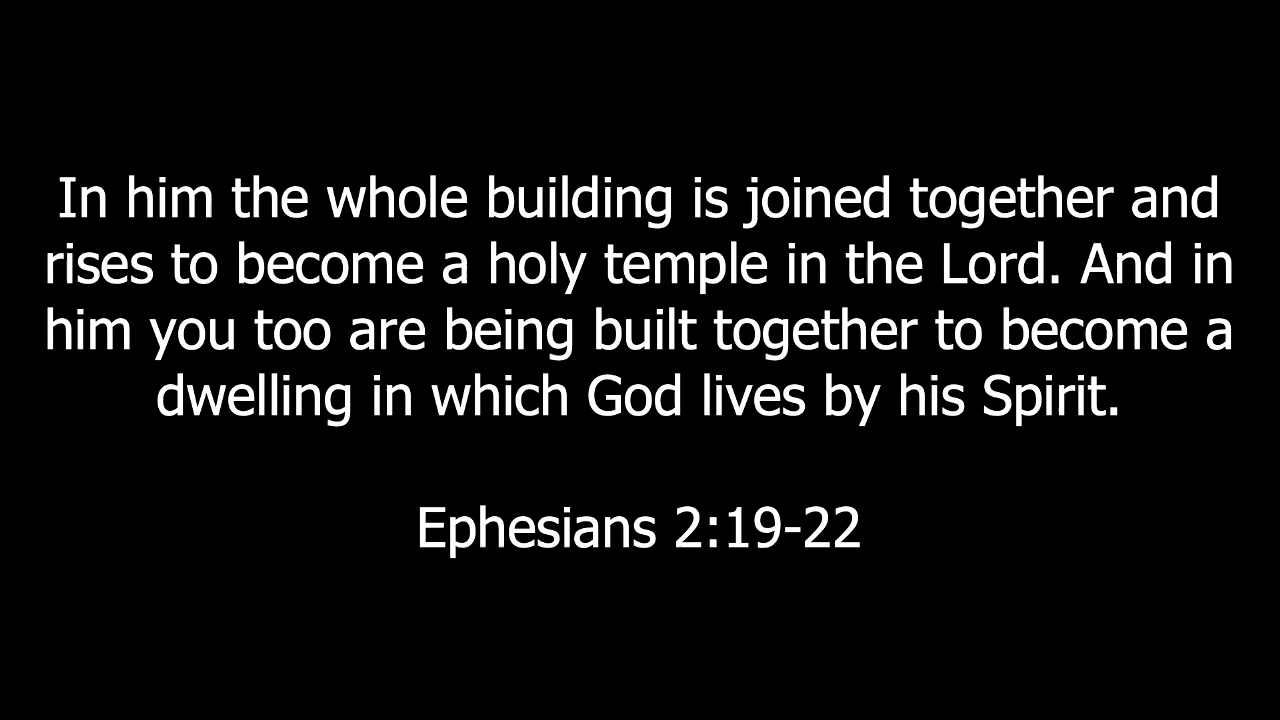 In him the whole building is joined together and
rises to become a holy temple in the Lord. And in
him you too are being built together to become a
dwelling in which God lives by his Spirit.
Ephesians 2:19-22